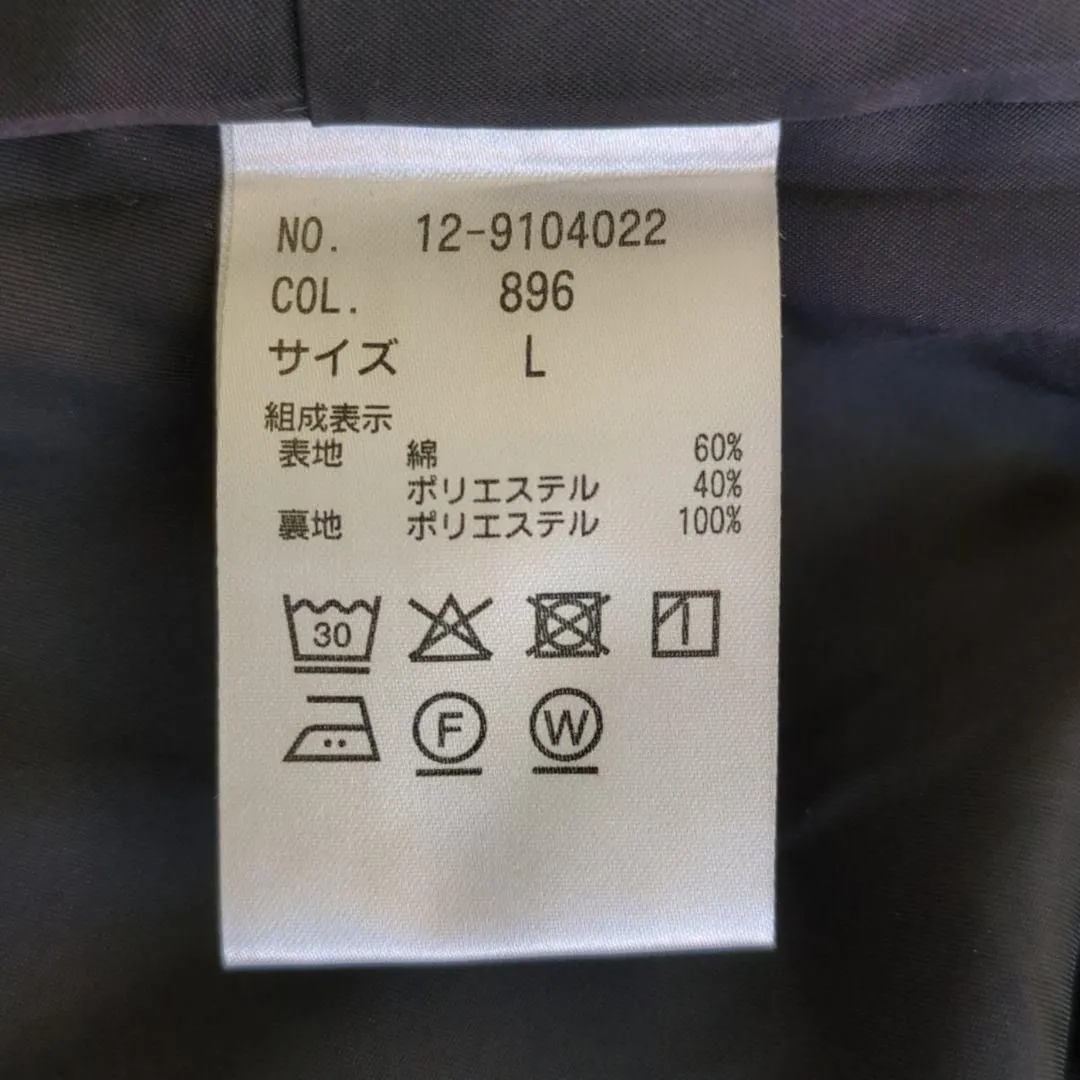 NO. 12-9104022
COL. 896
サイズ L
組成表示
表地 綿 60%
ポリエステル 40%
裏地 ポリエステル 100%
30
F W